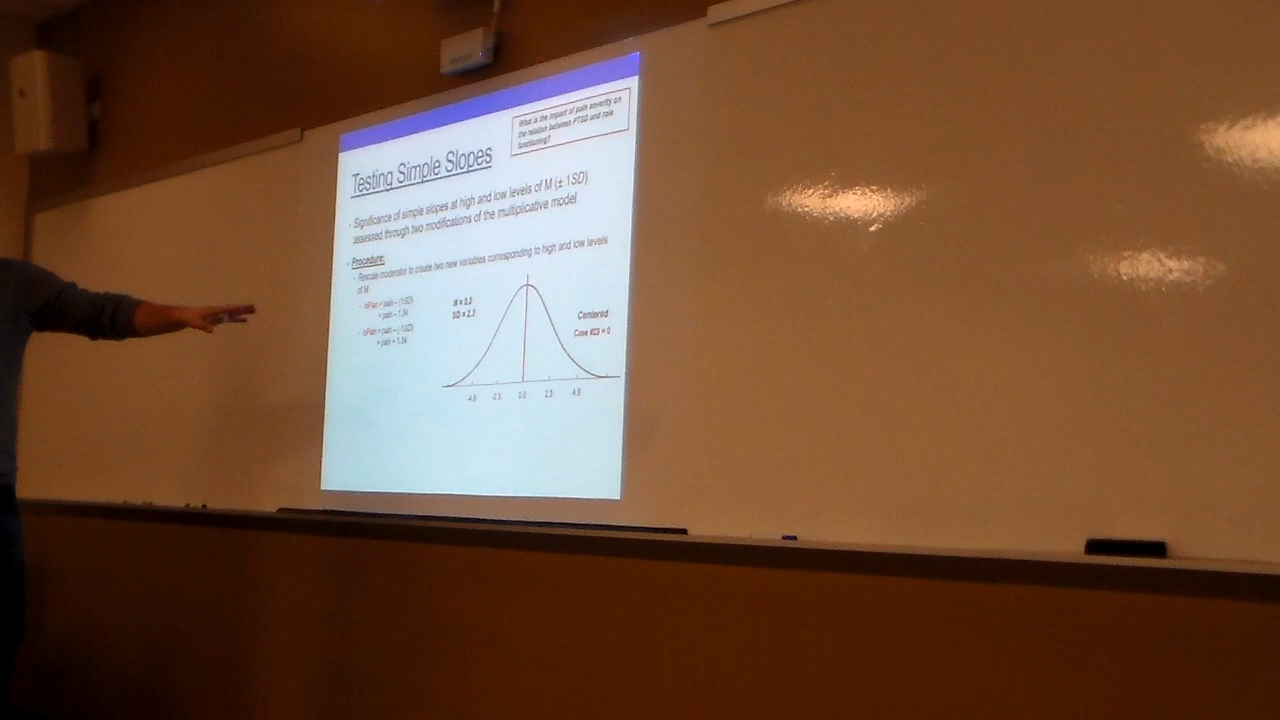 What is the impact of pain severity on
the relation between PTSD and role
functioning?
Testing Simple Slopes
Significance of simple slopes at high and low levels of M (± 1SD)
assessed through two modifications of the multiplicative model
Procedure:
Rescale moderator to create two new variables corresponding to high and low levels
of M
hiPain = pain – (1SD)
M = 0.0
SD = 2.3
Centered
Case #23 = 0
-4.6 -2.3 0.0 2.3 4.6